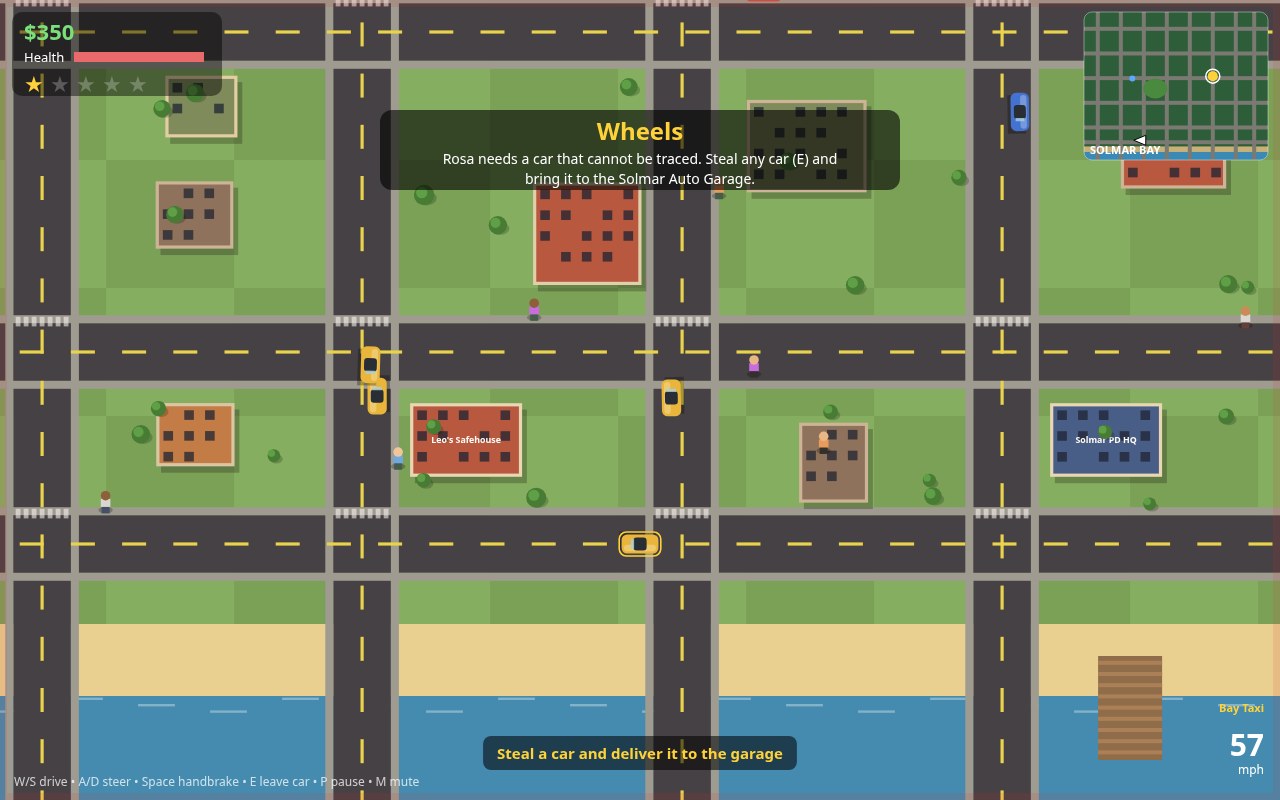 $350
Health
Wheels
Rosa needs a car that cannot be traced. Steal any car (E) and
bring it to the Solmar Auto Garage.
SOLMAR BAY
Leo's Safehouse
Solmar PD HQ
Bay Taxi
57
mph
Steal a car and deliver it to the garage
W/S drive • A/D steer • Space handbrake • E leave car • P pause • M mute